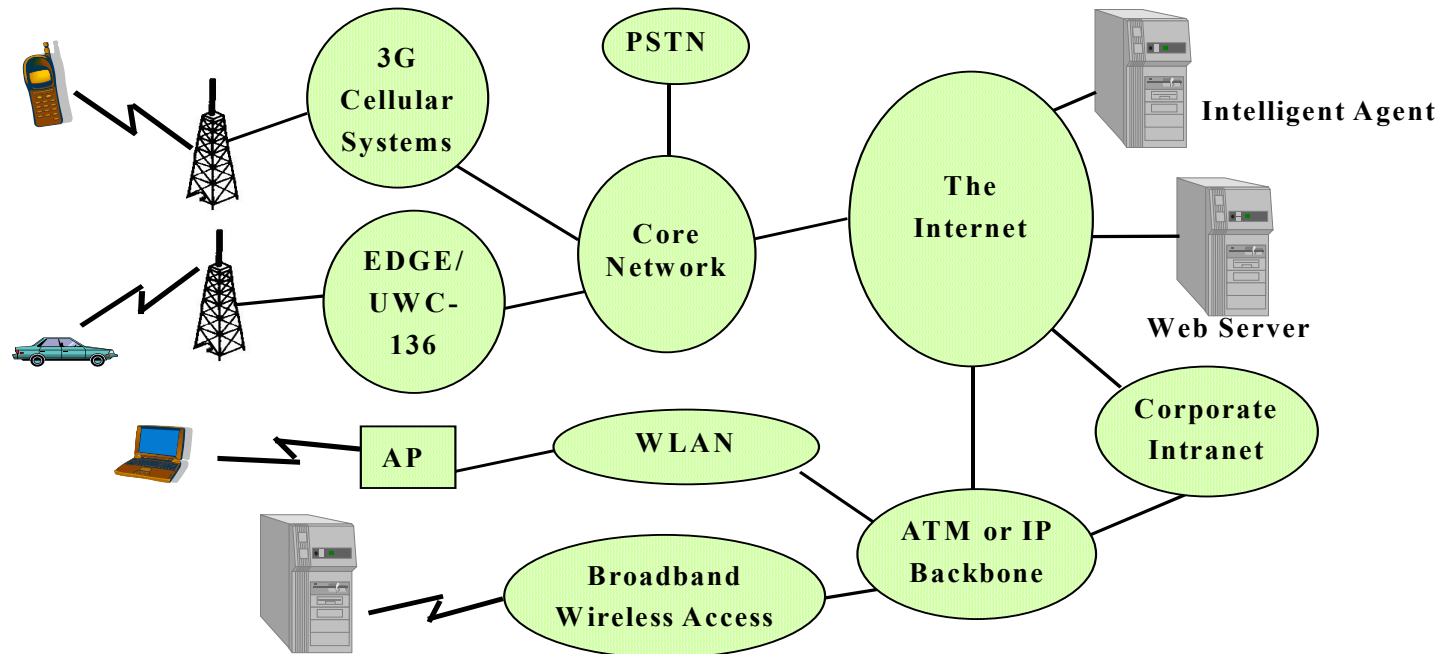 3G
Cellular
Systems
PSTN
Intelligent Agent
The
Internet
Core
Network
EDGE/
UWC-
136
Web Server
Corporate
Intranet
AP
WLAN
ATM or IP
Backbone
Broadband
Wireless Access